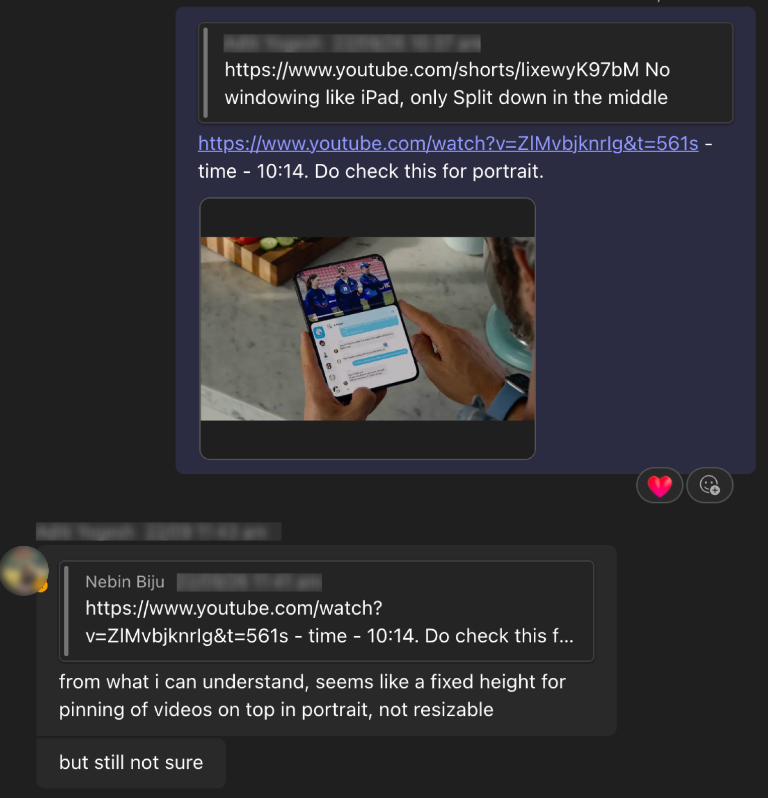 https://www.youtube.com/shorts/lixewyK97bM No
windowing like iPad, only Split down in the middle
https://www.youtube.com/watch?v=ZlMvbjknrIg&t=561s -
time - 10:14. Do check this for portrait.
Nebin Biju
https://www.youtube.com/watch?
v=ZlMvbjknrIg&t=561s - time - 10:14. Do check this f...
from what i can understand, seems like a fixed height for
pinning of videos on top in portrait, not resizable
but still not sure